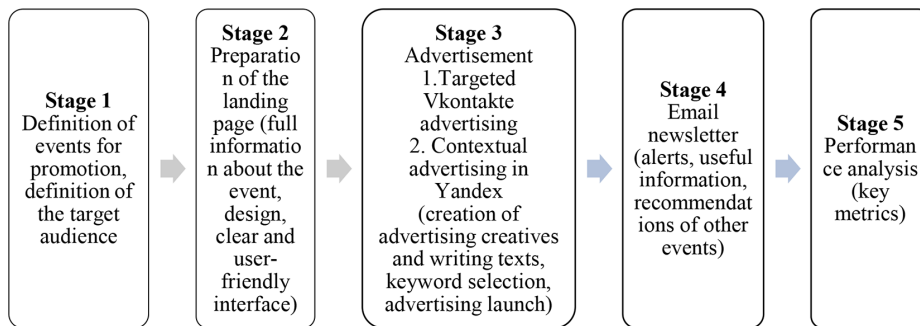 Stage 1
Definition of
events for
promotion,
definition of
the target
audience
Stage 2
Preparatio
n of the
landing
page (full
informatio
n about the
event,
design,
clear and
user-
friendly
interface)
Stage 3
Advertisement
1.Targeted
Vkontakte
advertising
2. Contextual
advertising in
Yandex
(creation of
advertising creatives
and writing texts,
keyword selection,
advertising launch)
Stage 4
Email
newsletter
(alerts, useful
information,
recommendat
ions of other
events)
Stage 5
Performan
ce analysis
(key
metrics)